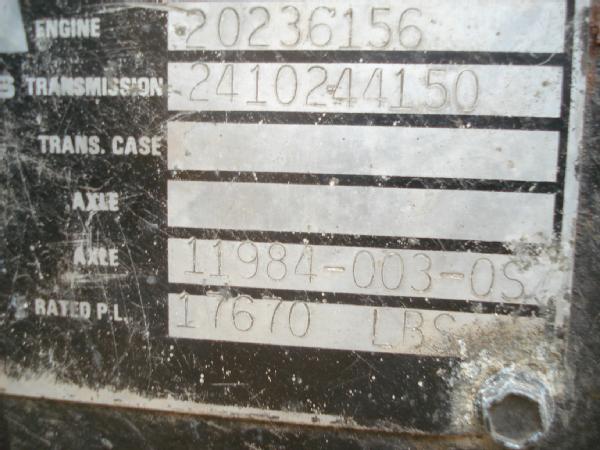 ENGINE 20236156
S TRANSMISSION 2410244150
TRANS. CASE
AXLE
AXLE 11984-003-0S
RATED P.L. 17670 LBS